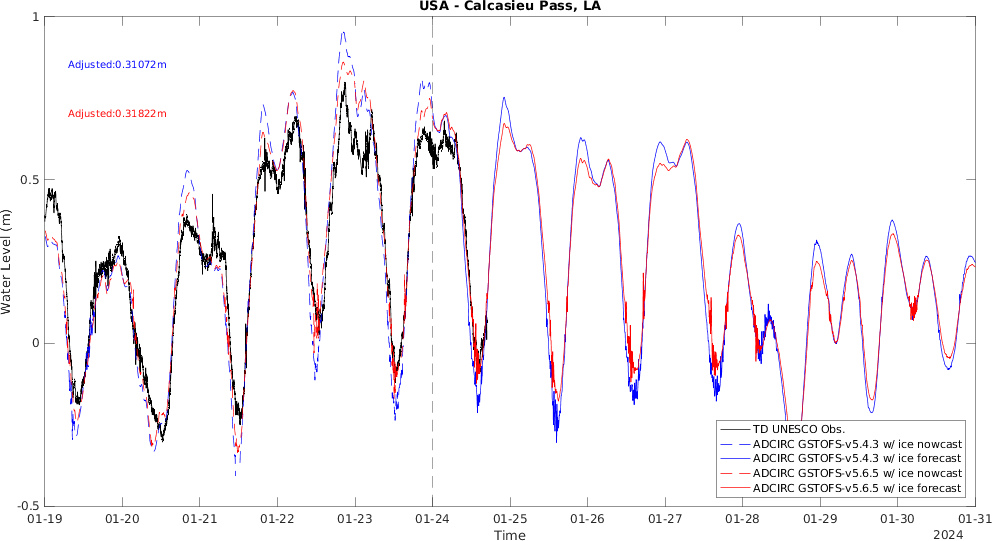 USA - Calcasieu Pass, LA
1
Adjusted:0.31072m
Adjusted:0.31822m
0.5
Water Level (m)
0
TD UNESCO Obs.
ADCIRC GSTOFS-v5.4.3 w/ ice nowcast
ADCIRC GSTOFS-v5.4.3 w/ ice forecast
ADCIRC GSTOFS-v5.6.5 w/ ice nowcast
ADCIRC GSTOFS-v5.6.5 w/ ice forecast
-0.5
01-19 01-20 01-21 01-22 01-23 01-24 01-25 01-26 01-27 01-28 01-29 01-30 01-31
Time
2024